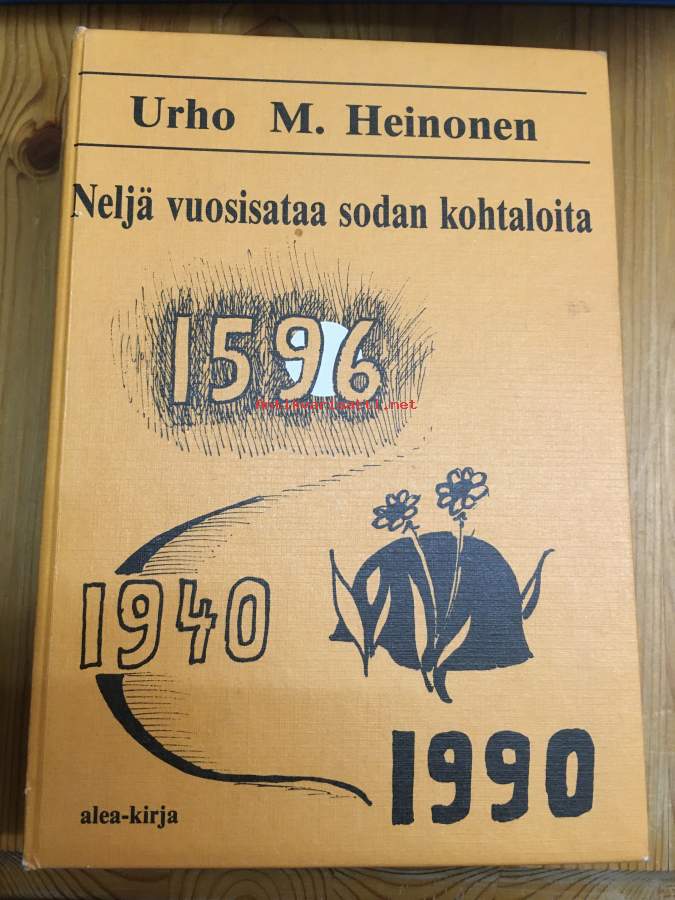 Urho M. Heinonen
Neljä vuosisataa sodan kohtaloita
1596
Antikvariaatti.net
1940
1990
alea-kirja